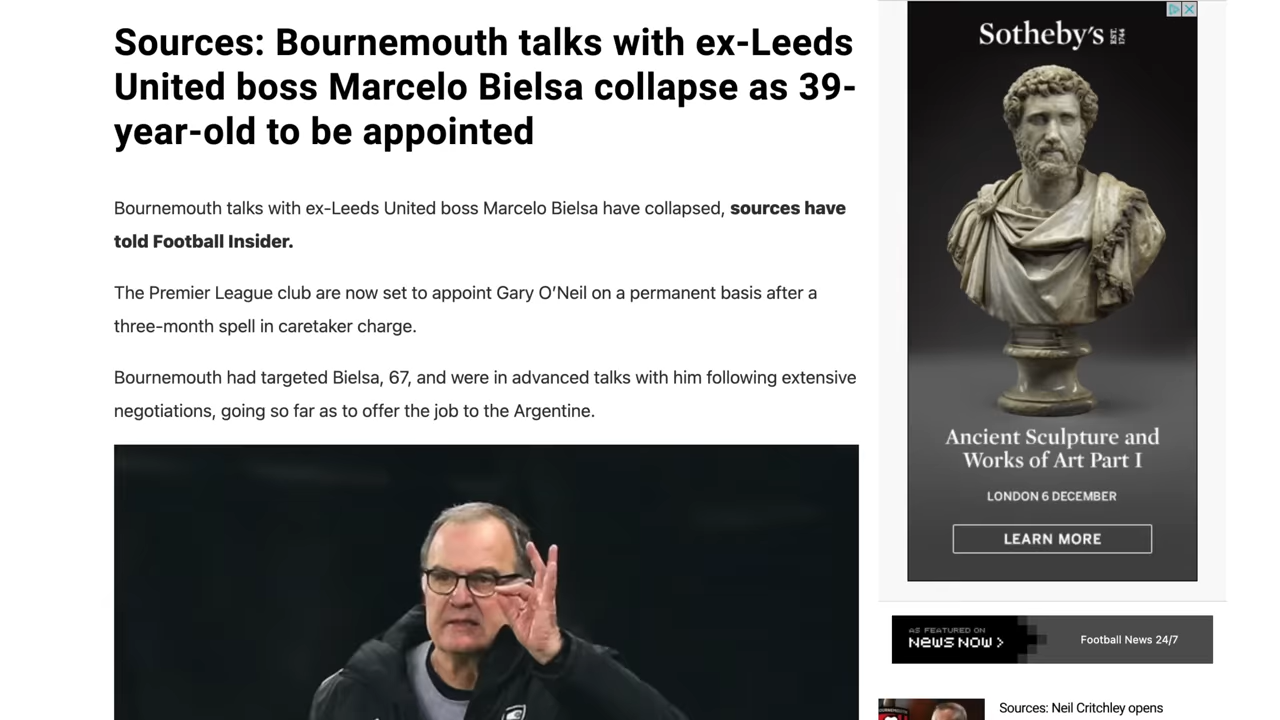 Sources: Bournemouth talks with ex-Leeds
United boss Marcelo Bielsa collapse as 39-
year-old to be appointed
Bournemouth talks with ex-Leeds United boss Marcelo Bielsa have collapsed, sources have
told Football Insider.
The Premier League club are now set to appoint Gary O’Neil on a permanent basis after a
three-month spell in caretaker charge.
Bournemouth had targeted Bielsa, 67, and were in advanced talks with him following extensive
negotiations, going so far as to offer the job to the Argentine.
Sotheby's EST. 1744
Ancient Sculpture and
Works of Art Part I
LONDON 6 DECEMBER
LEARN MORE
AS FEATURED ON
NEWS NOW >
Football News 24/7
Sources: Neil Critchley opens